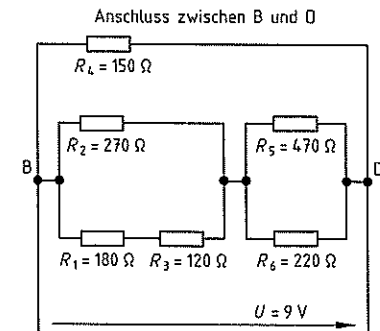 Anschluss zwischen B und D
R4 = 150 Ω
R2 = 270 Ω
R5 = 470 Ω
B
D
R1 = 180 Ω
R3 = 120 Ω
R6 = 220 Ω
U = 9 V